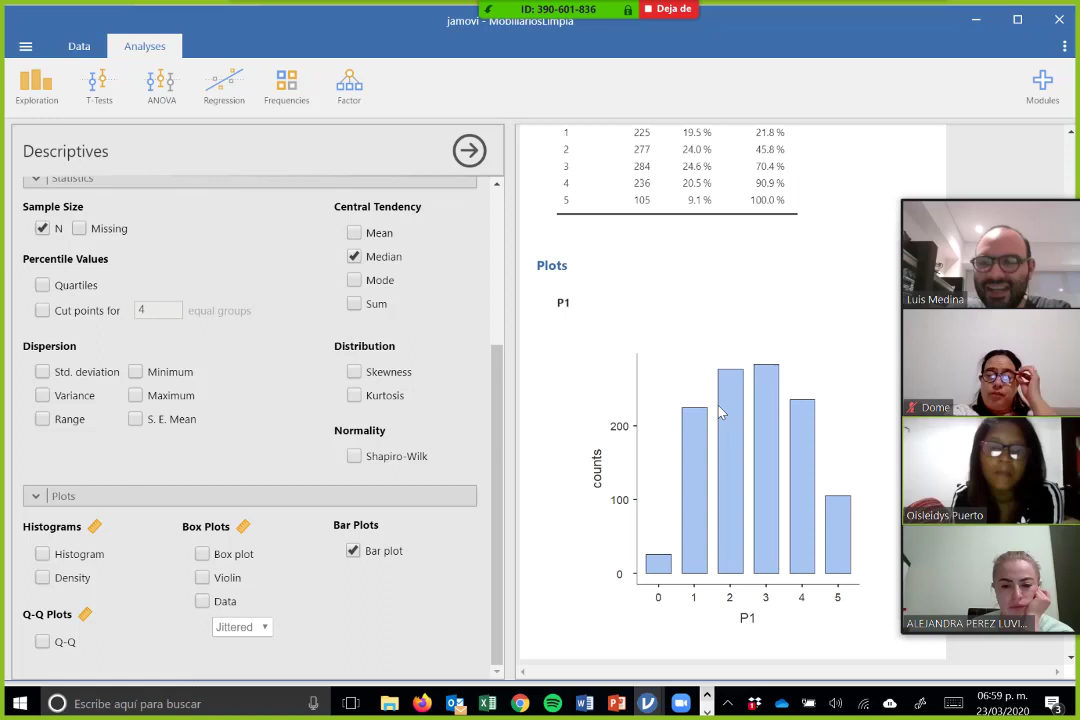 ID: 390-601-836
Deja de
jamovi - MobiliariosLimpia
Data
Analyses
Exploration
T-Tests
ANOVA
Regression
Frequencies
Factor
Modules
Descriptives
Statistics
Sample Size
N
Missing
Percentile Values
Quartiles
Cut points for
4
equal groups
Dispersion
Std. deviation
Minimum
Variance
Maximum
Range
S. E. Mean
Central Tendency
Mean
Median
Mode
Sum
Distribution
Skewness
Kurtosis
Normality
Shapiro-Wilk
Plots
Histograms
Histogram
Density
Q-Q Plots
Q-Q
Box Plots
Box plot
Violin
Data
Jittered
Bar Plots
Bar plot
1 225 19.5 % 21.8 %
2 277 24.0 % 45.8 %
3 284 24.6 % 70.4 %
4 236 20.5 % 90.9 %
5 105 9.1 % 100.0 %
Plots
P1
200
100
0
counts
0 1 2 3 4 5
P1
Luis Medina
Dome
Oisleidys Puerto
ALEJANDRA PEREZ LUVI...
Escribe aquí para buscar
06:59 p. m.
23/03/2020
3